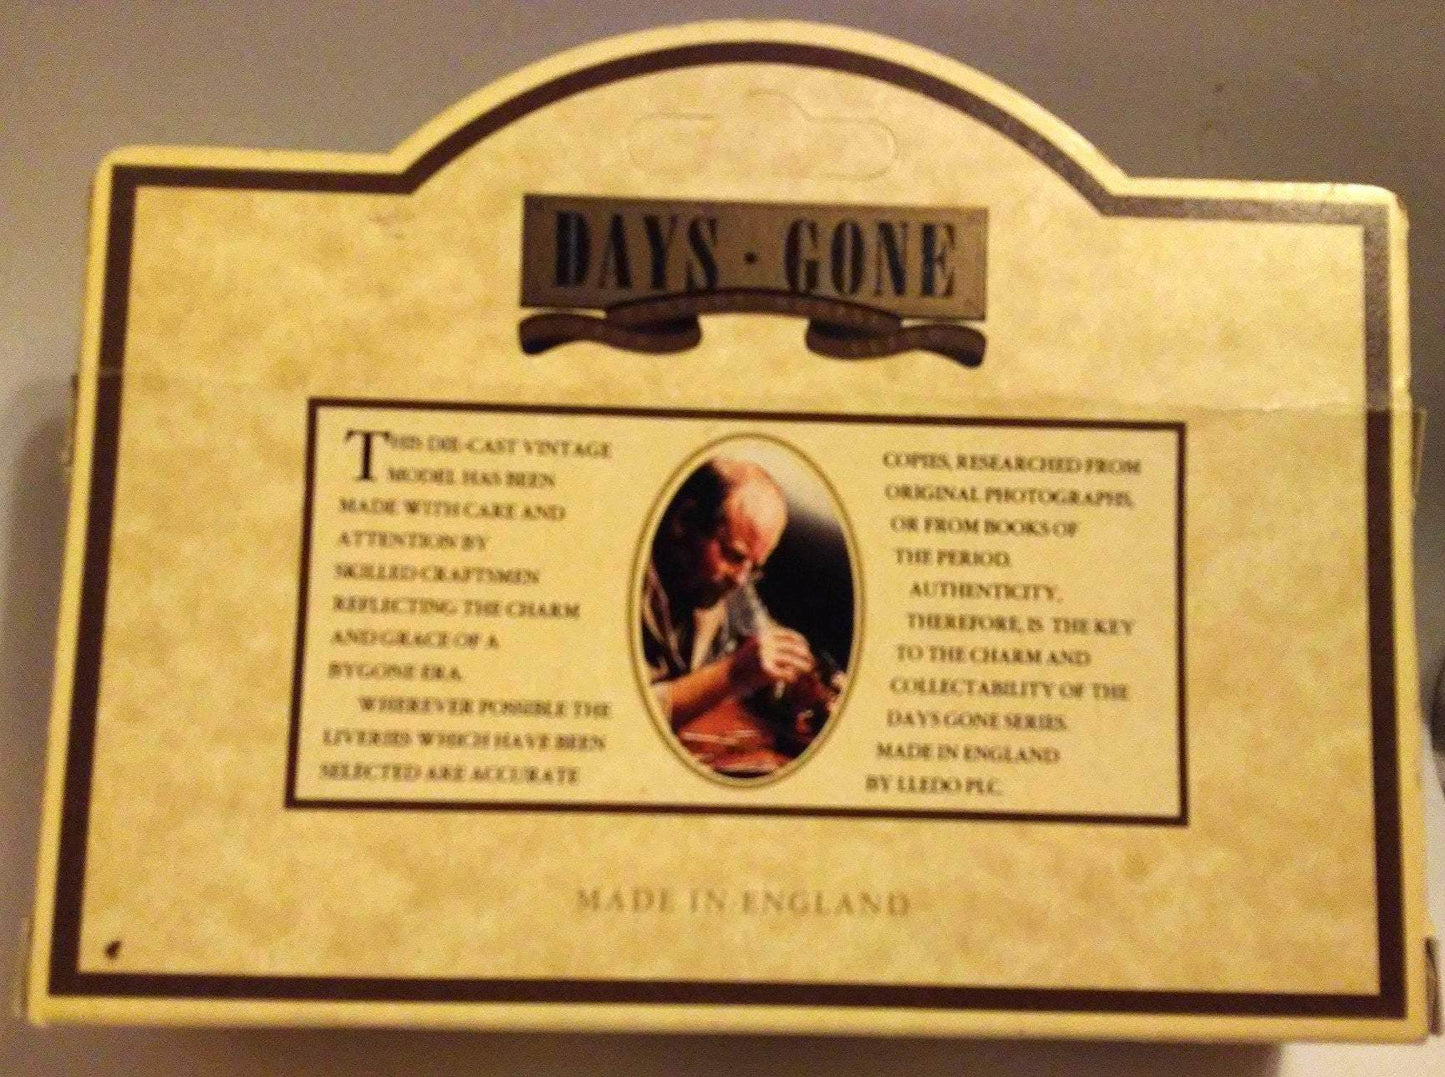 DAYS · GONE
THIS DIE-CAST VINTAGE
MODEL HAS BEEN
MADE WITH CARE AND
ATTENTION BY
SKILLED CRAFTSMEN
REFLECTING THE CHARM
AND GRACE OF A
BYGONE ERA.
WHEREVER POSSIBLE THE
LIVERIES WHICH HAVE BEEN
SELECTED ARE ACCURATE
COPIES, RESEARCHED FROM
ORIGINAL PHOTOGRAPHS,
OR FROM BOOKS OF
THE PERIOD.
AUTHENTICITY,
THEREFORE, IS THE KEY
TO THE CHARM AND
COLLECTABILITY OF THE
DAYS GONE SERIES.
MADE IN ENGLAND
BY LLEDO PLC.
MADE IN ENGLAND